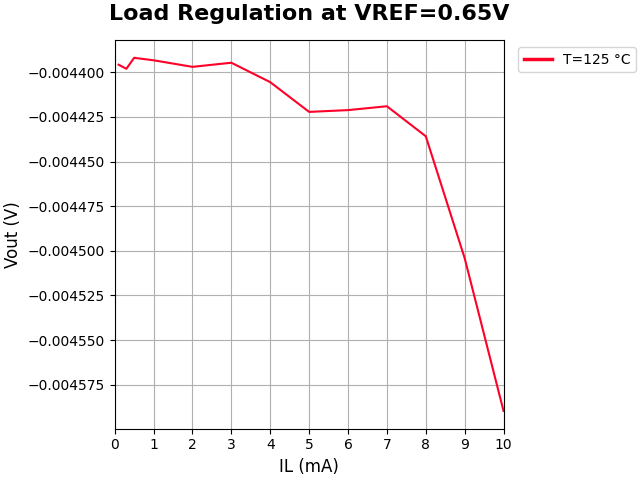 Load Regulation at VREF=0.65V
T=125 °C
Vout (V)
−0.004400
−0.004425
−0.004450
−0.004475
−0.004500
−0.004525
−0.004550
−0.004575
0 1 2 3 4 5 6 7 8 9 10
IL (mA)